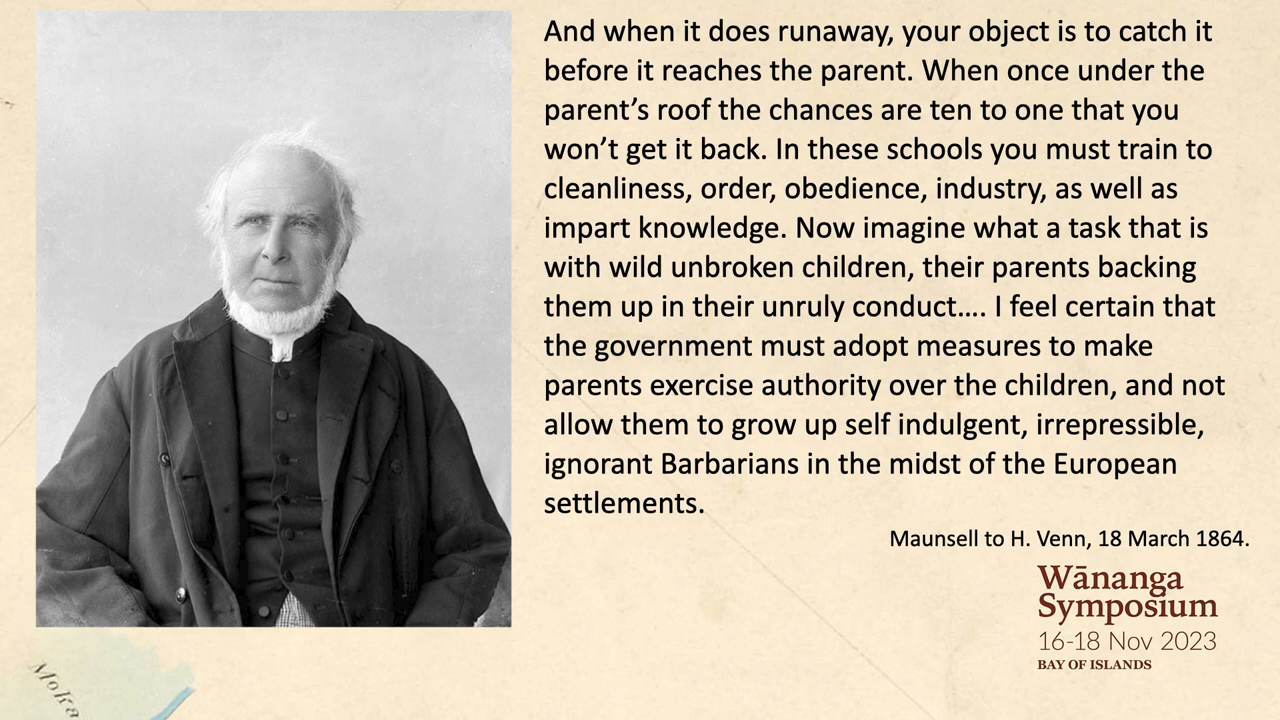 And when it does runaway, your object is to catch it
before it reaches the parent. When once under the
parent’s roof the chances are ten to one that you
won’t get it back. In these schools you must train to
cleanliness, order, obedience, industry, as well as
impart knowledge. Now imagine what a task that is
with wild unbroken children, their parents backing
them up in their unruly conduct…. I feel certain that
the government must adopt measures to make
parents exercise authority over the children, and not
allow them to grow up self indulgent, irrepressible,
ignorant Barbarians in the midst of the European
settlements.
Maunsell to H. Venn, 18 March 1864.
Wānanga
Symposium
16-18 Nov 2023
BAY OF ISLANDS
Moka